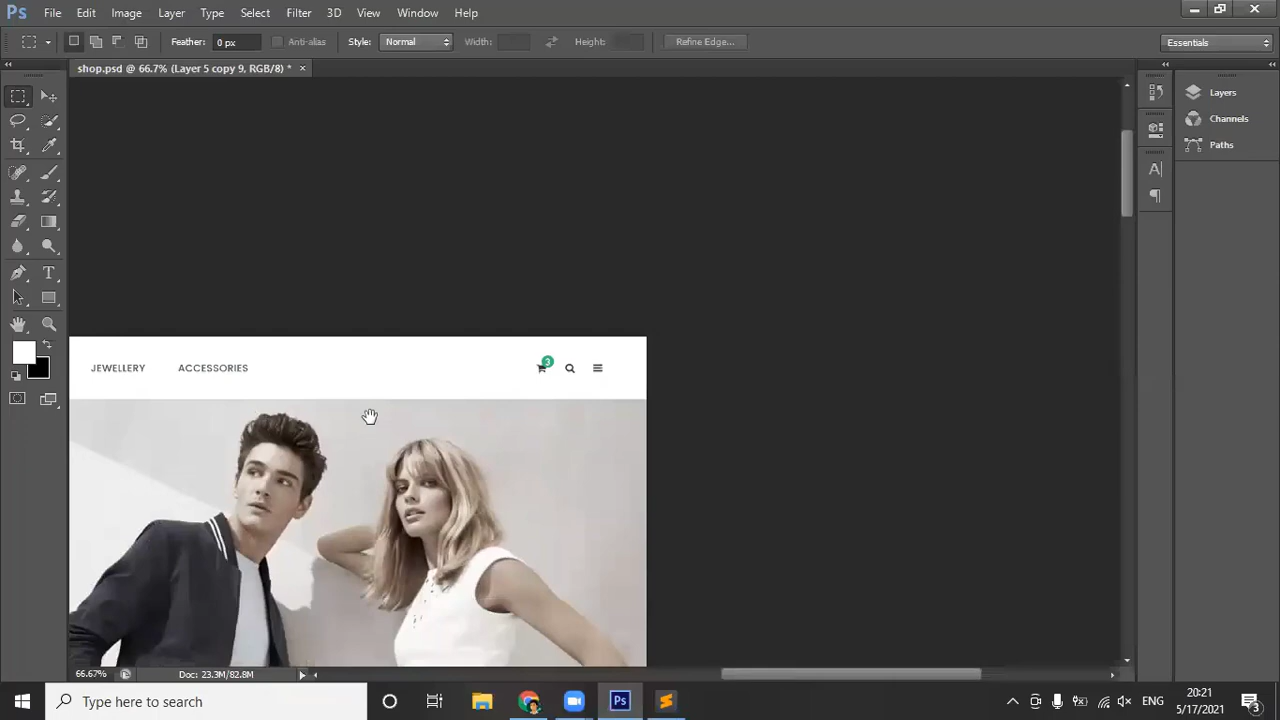 Ps File Edit Image Layer Type Select Filter 3D View Window Help
Feather: 0 px Anti-alias Style: Normal Width: Height: Refine Edge... Essentials
shop.psd @ 66.7% (Layer 5 copy 9, RGB/8) * ×
Layers
Channels
Paths
JEWELLERY ACCESSORIES 3
66.67% Doc: 23.3M/82.8M
Type here to search Ps ENG 20:21
5/17/2021 3